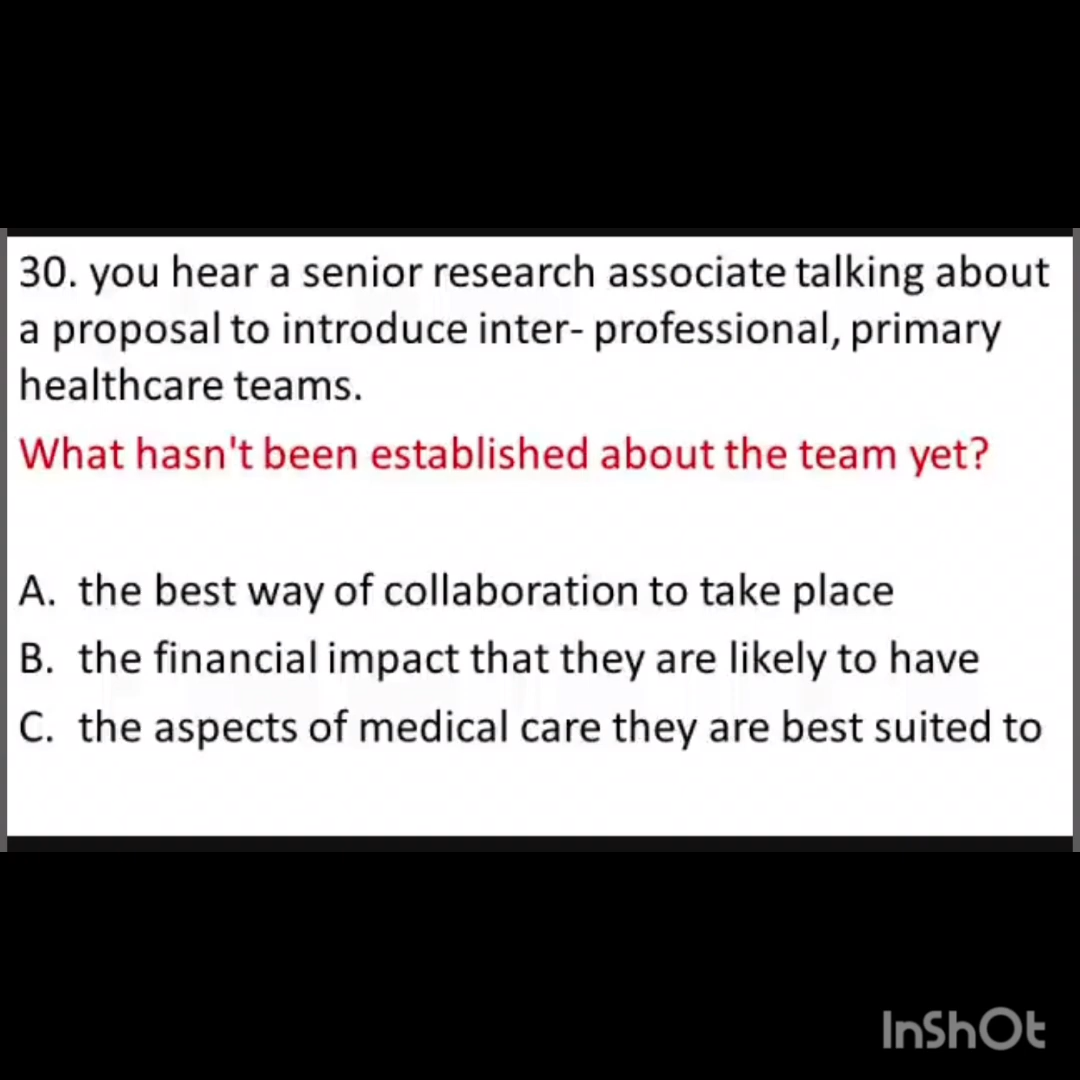 30. you hear a senior research associate talking about
a proposal to introduce inter- professional, primary
healthcare teams.
What hasn't been established about the team yet?
A. the best way of collaboration to take place
B. the financial impact that they are likely to have
C. the aspects of medical care they are best suited to
InShOt